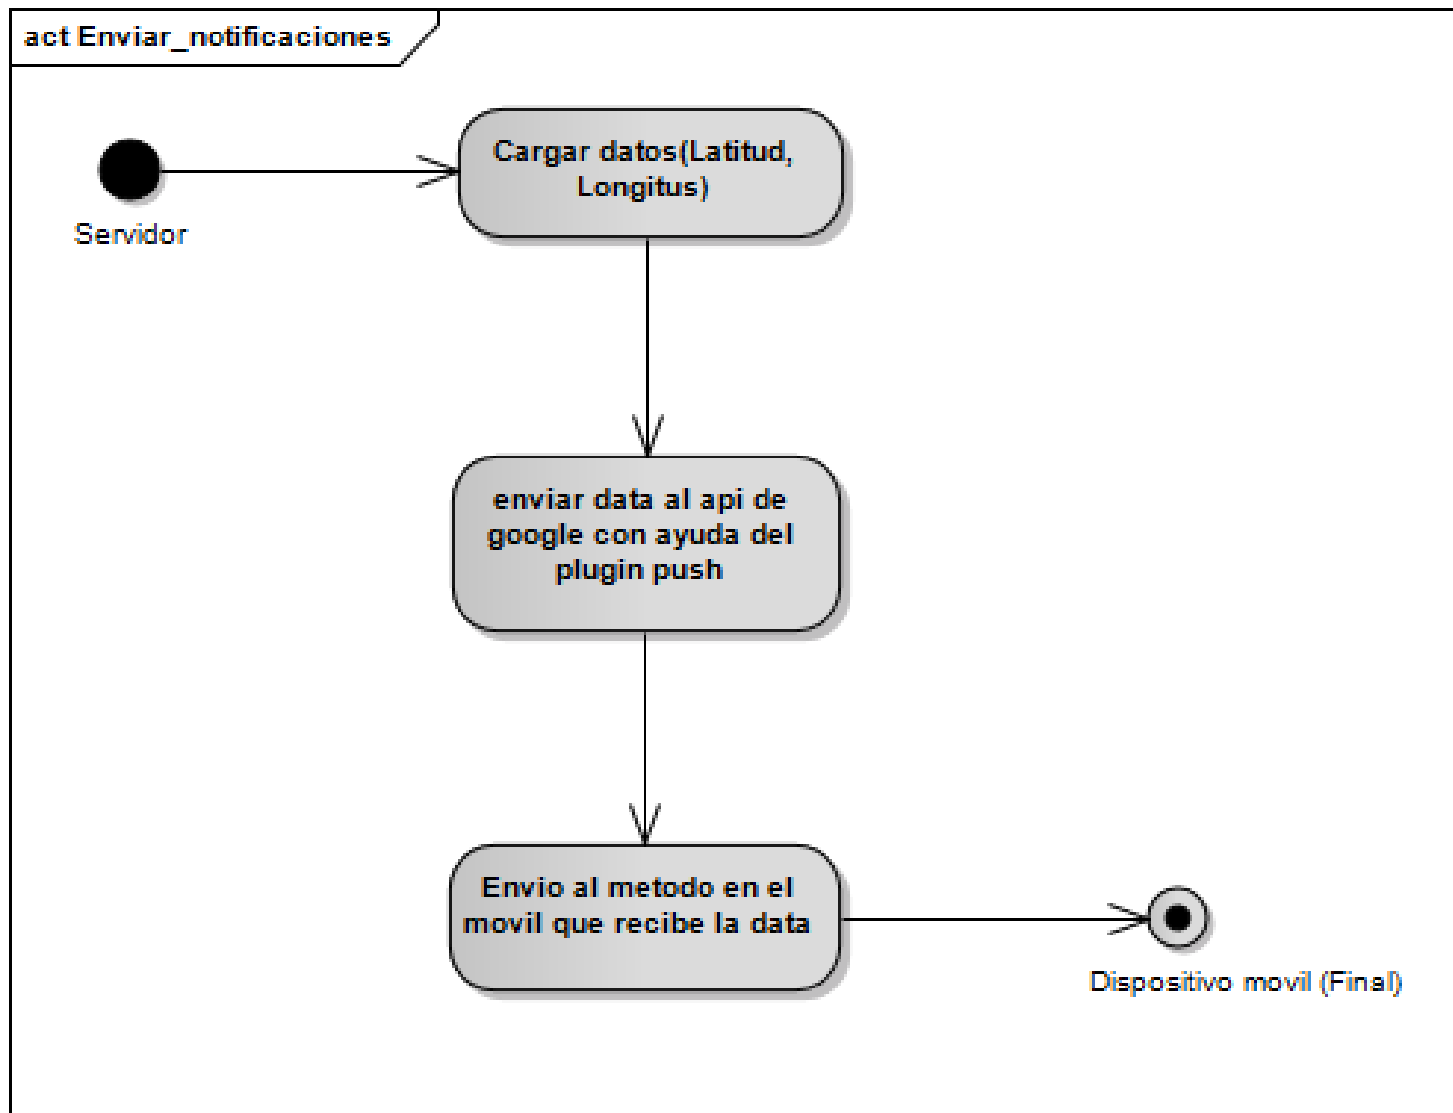 act Enviar_notificaciones
Cargar datos(Latitud,
Longitus)
Servidor
enviar data al api de
google con ayuda del
plugin push
Envio al metodo en el
movil que recibe la data
Dispositivo movil (Final)